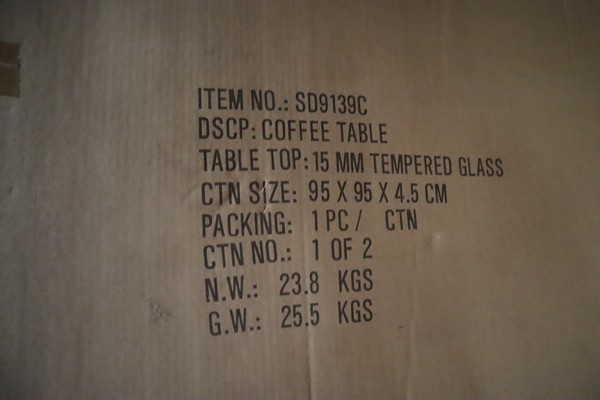 ITEM NO.: SD9139C
DSCP: COFFEE TABLE
TABLE TOP: 15 MM TEMPERED GLASS
CTN SIZE: 95 X 95 X 4.5 CM
PACKING: 1 PC / CTN
CTN NO.: 1 OF 2
N.W.: 23.8 KGS
G.W.: 25.5 KGS